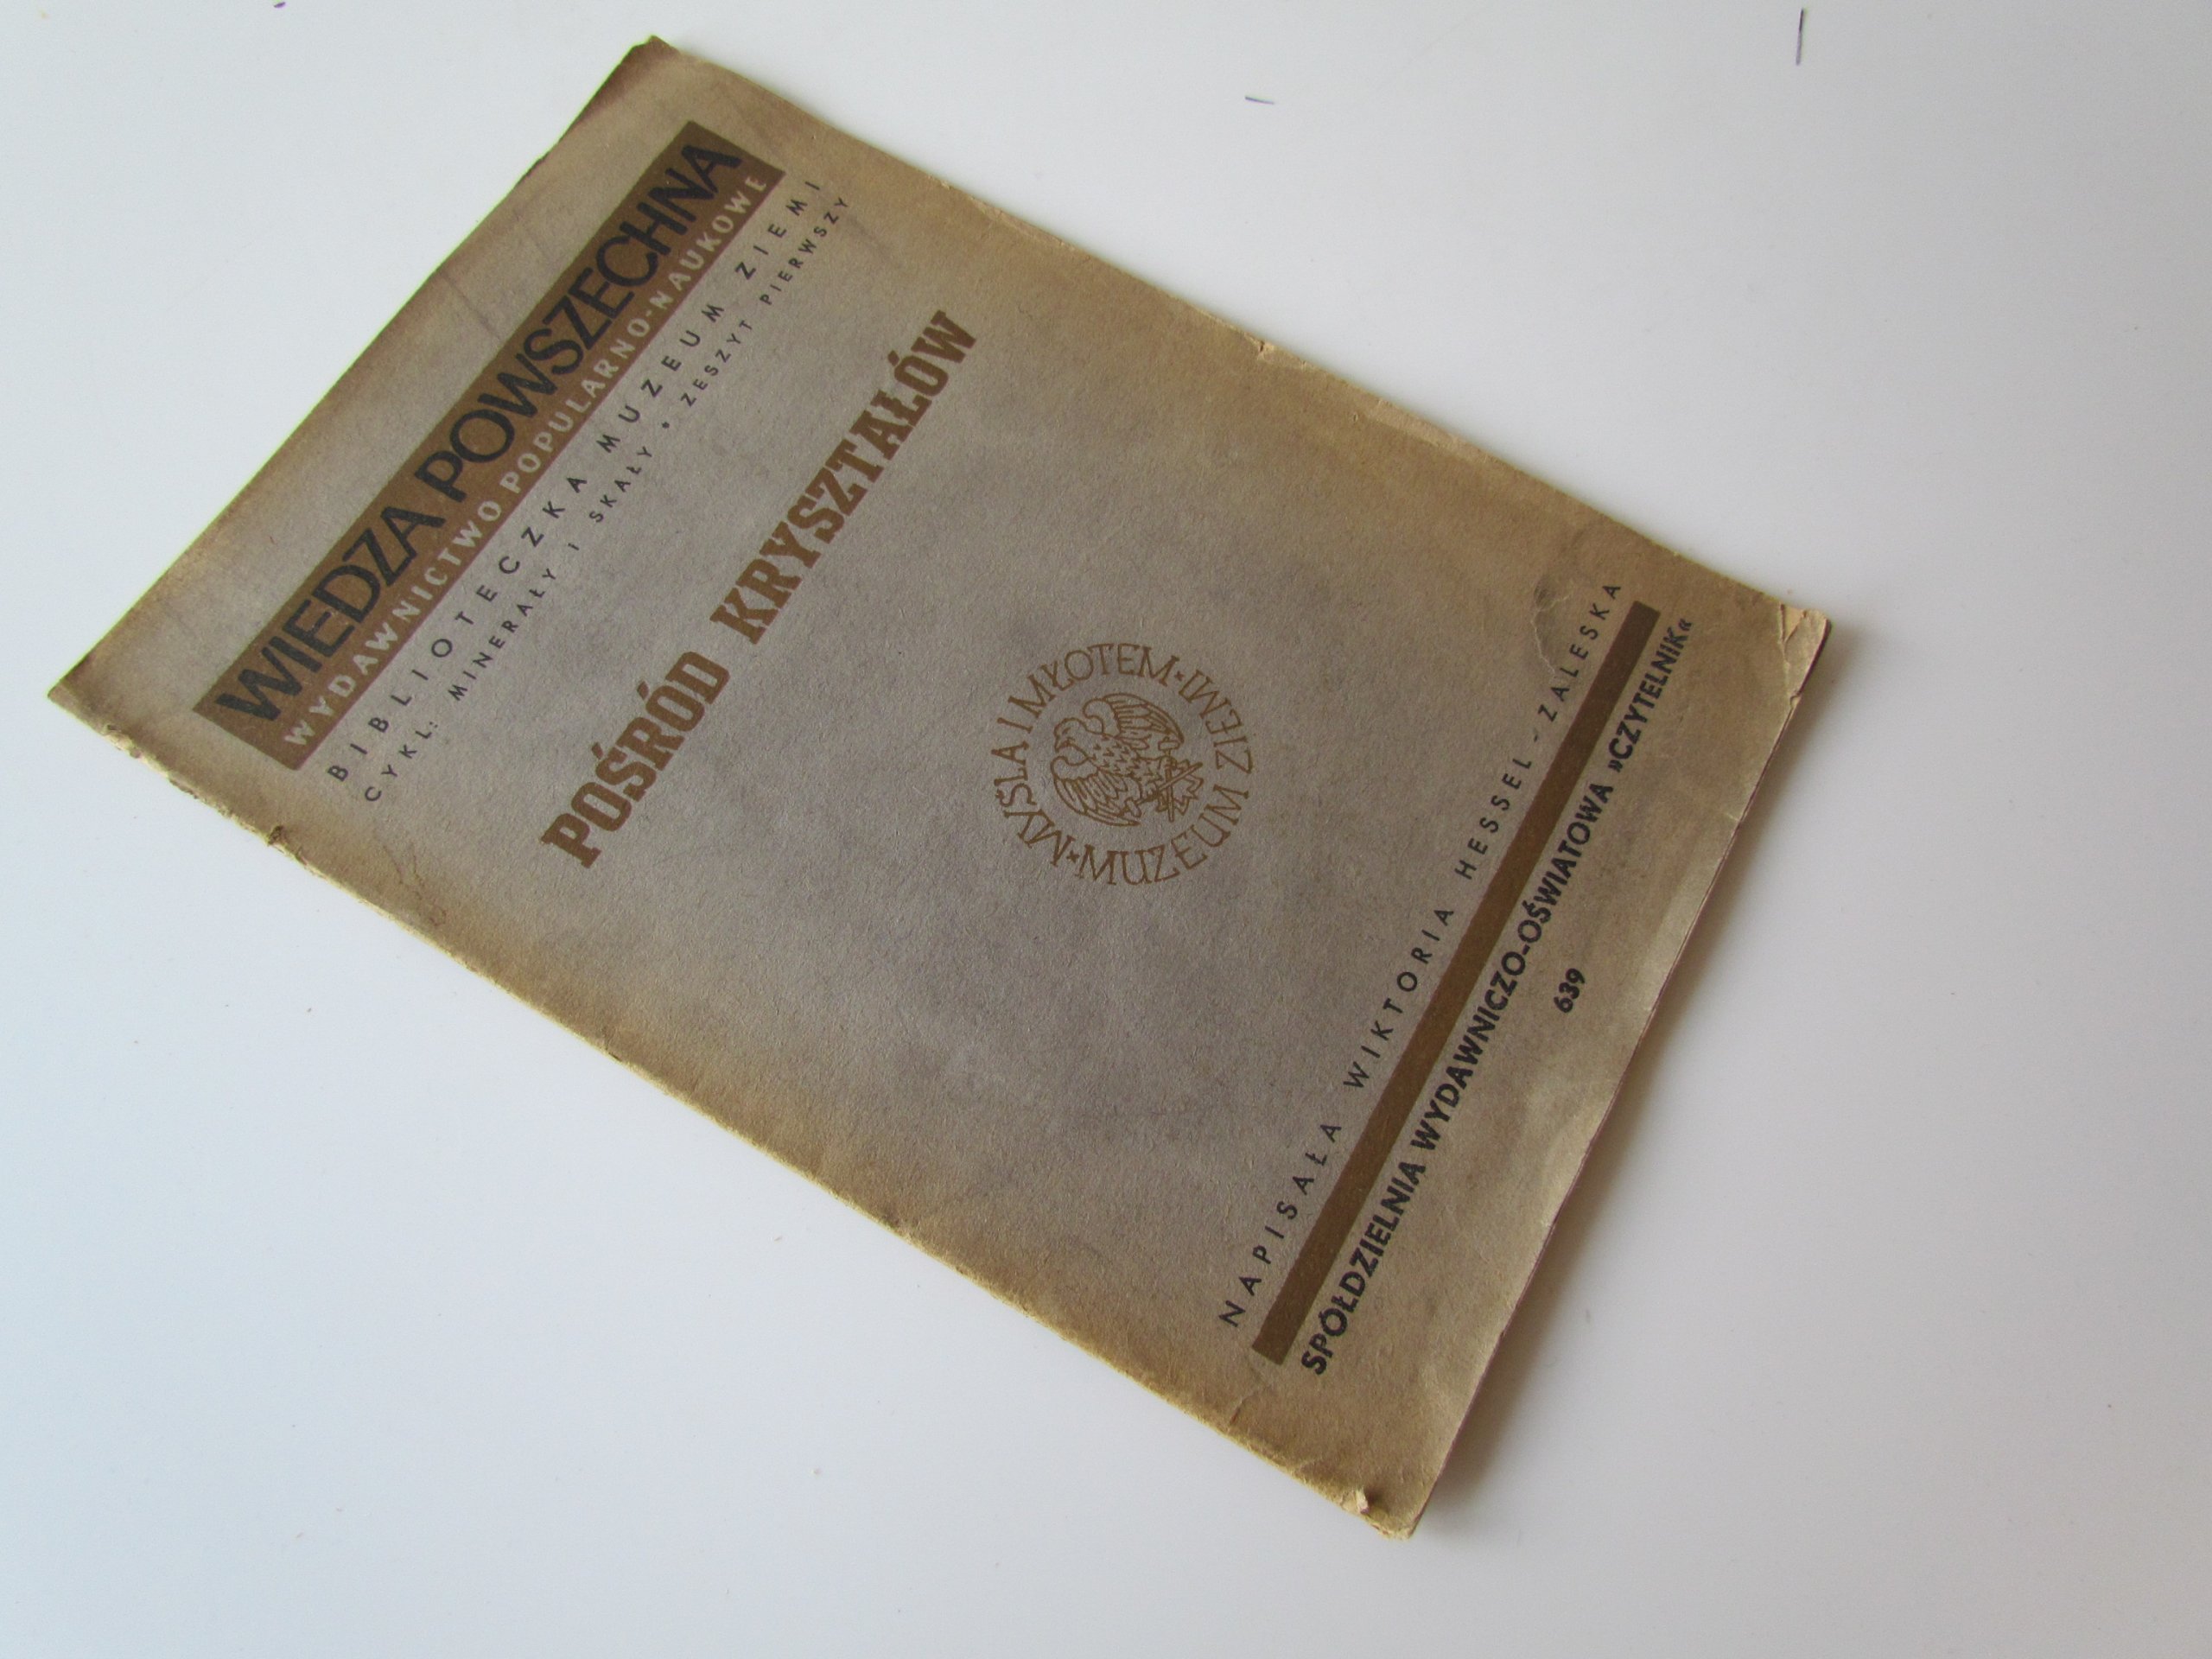 WIEDZA POWSZECHNA
WYDAWNICTWO POPULARNO-NAUKOWE
BIBLIOTECZKA MUZEUM ZIEMI
CYKL: MINERAŁY I SKAŁY • ZESZYT PIERWSZY
POŚRÓD KRYSZTAŁÓW
MYŚLĄ I MŁOTEM • MUZEUM ZIEMI •
NAPISAŁA WIKTORIA HESSEL-ZALESKA
SPÓŁDZIELNIA WYDAWNICZO-OŚWIATOWA »CZYTELNIK«
639